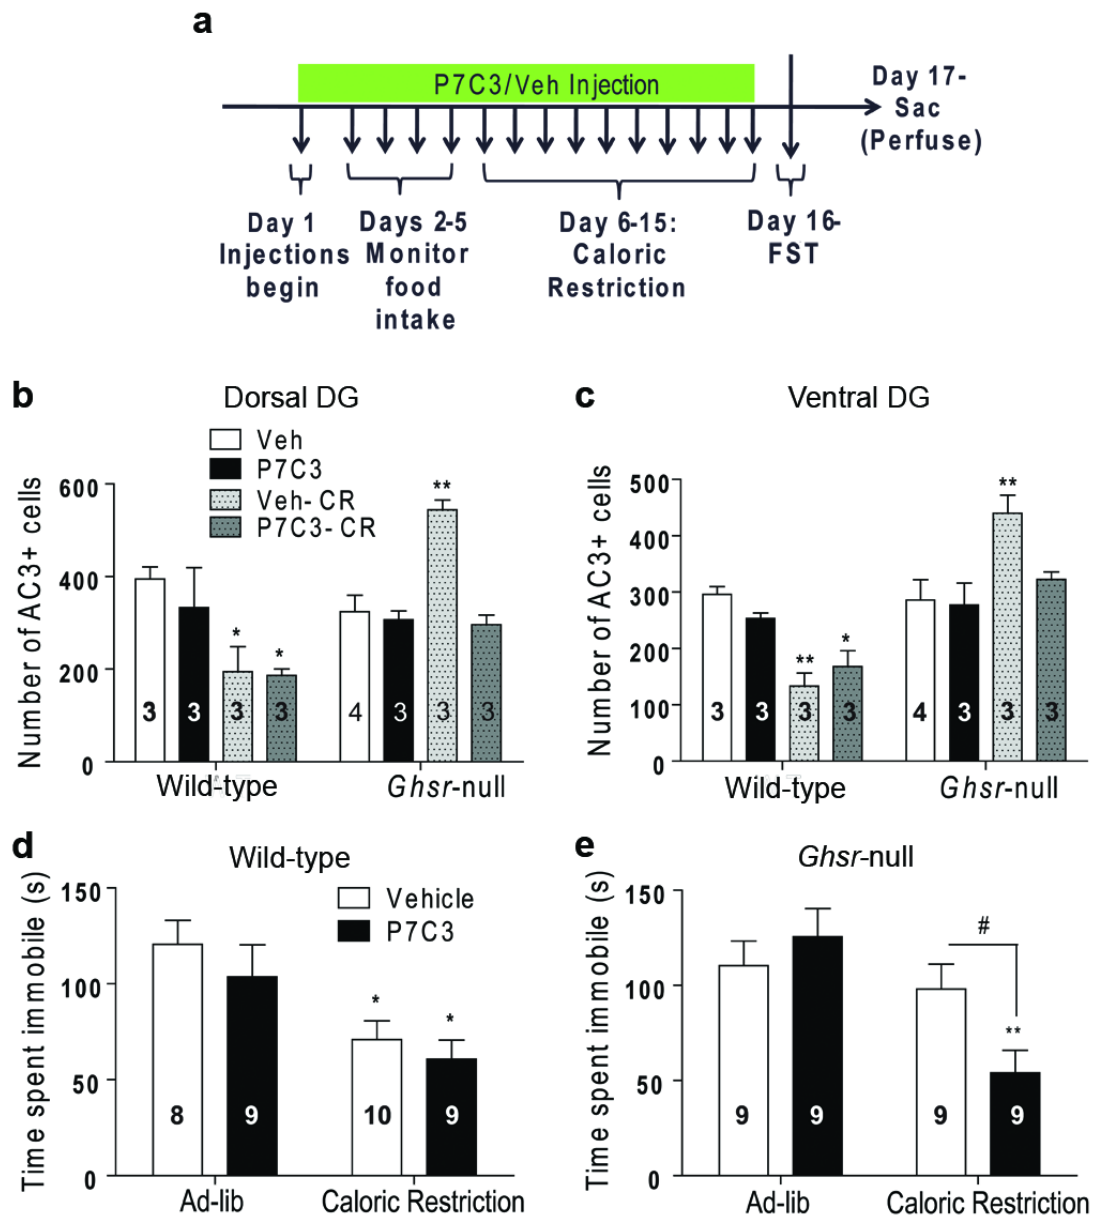 a
P7C3/Veh Injection
Day 17-
Sac
(Perfuse)
Day 1
Injections
begin
Days 2-5
Monitor
food
intake
Day 6-15:
Caloric
Restriction
Day 16-
FST
b
Dorsal DG
Veh
P7C3
Veh-CR
P7C3-CR
Number of AC3+ cells
600
400
200
0
*
*
**
3
3
3
3
4
3
3
3
Wild-type
Ghsr-null
c
Ventral DG
Number of AC3+ cells
500
400
300
200
100
0
**
*
**
3
3
3
3
4
3
3
3
Wild-type
Ghsr-null
d
Wild-type
Vehicle
P7C3
Time spent immobile (s)
150
100
50
0
*
*
8
9
10
9
Ad-lib
Caloric Restriction
e
Ghsr-null
Time spent immobile (s)
150
100
50
0
#
**
9
9
9
9
Ad-lib
Caloric Restriction